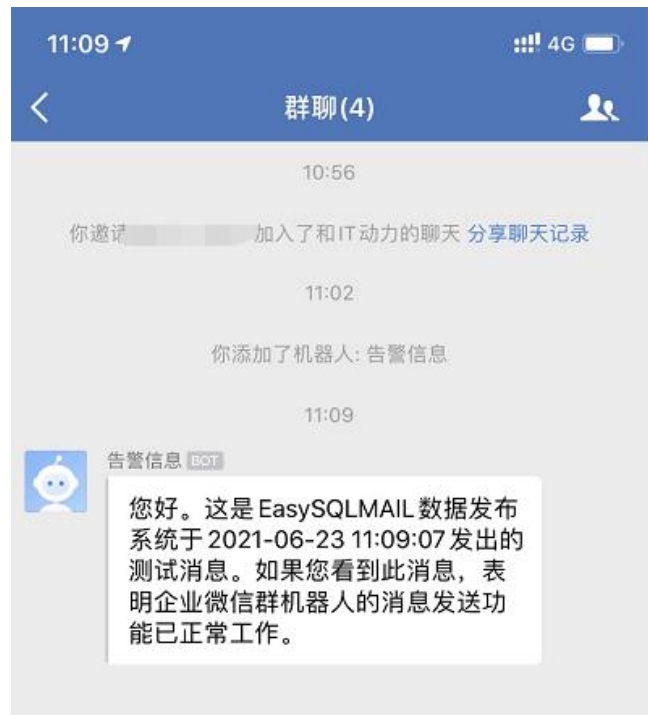 11:09
4G
群聊(4)
10:56
你邀请 加入了和IT动力的聊天 分享聊天记录
11:02
你添加了机器人: 告警信息
11:09
告警信息 BOT
您好。这是EasySQLMAIL数据发布
系统于2021-06-23 11:09:07发出的
测试消息。如果您看到此消息，表
明企业微信群机器人的消息发送功
能已正常工作。